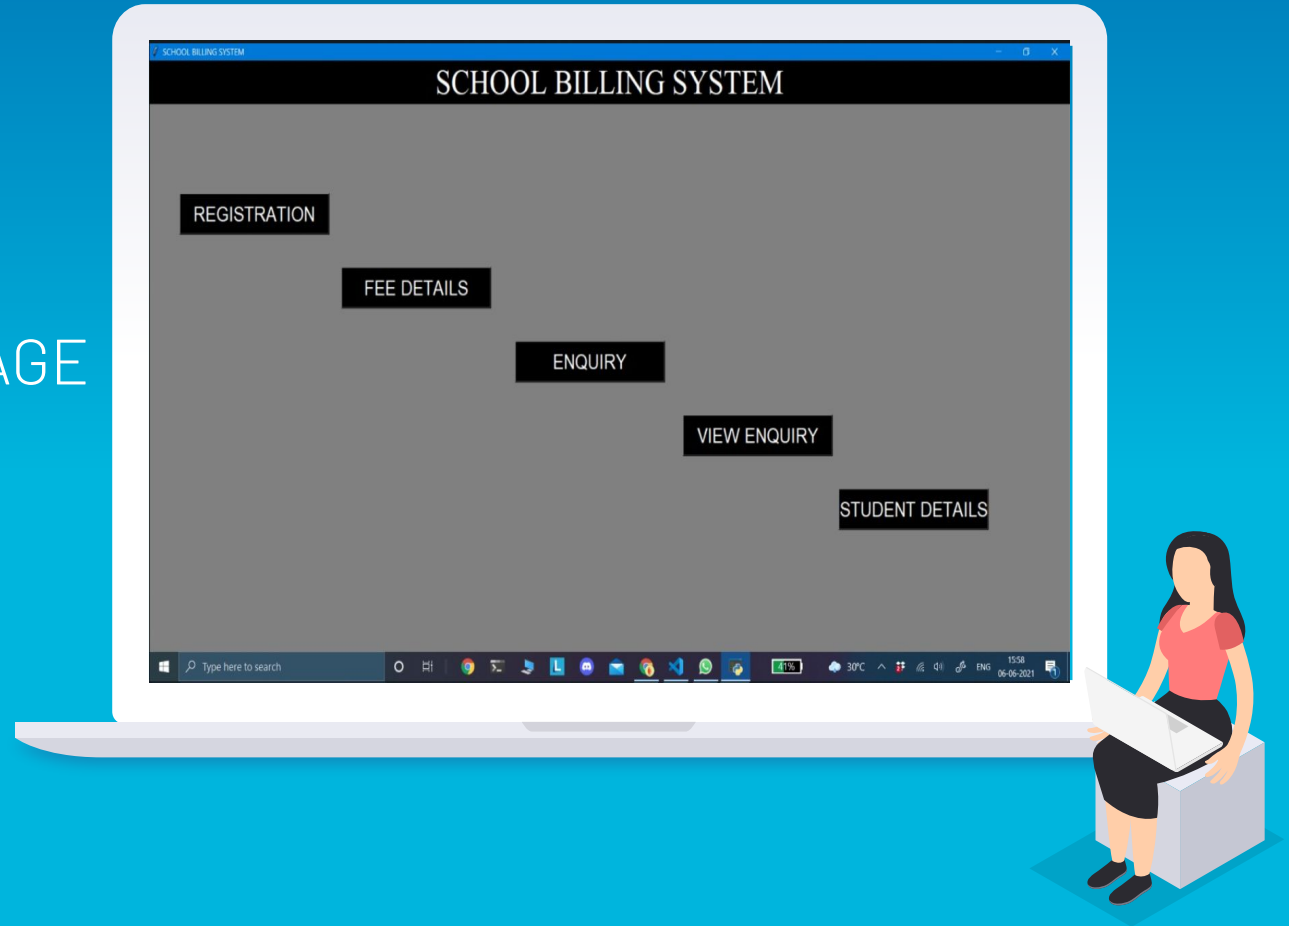 SCHOOL BILLING SYSTEM
SCHOOL BILLING SYSTEM
REGISTRATION
FEE DETAILS
ENQUIRY
AGE
VIEW ENQUIRY
STUDENT DETAILS
Type here to search
L
41%
30°C
ENG
15:58
06-06-2021
1